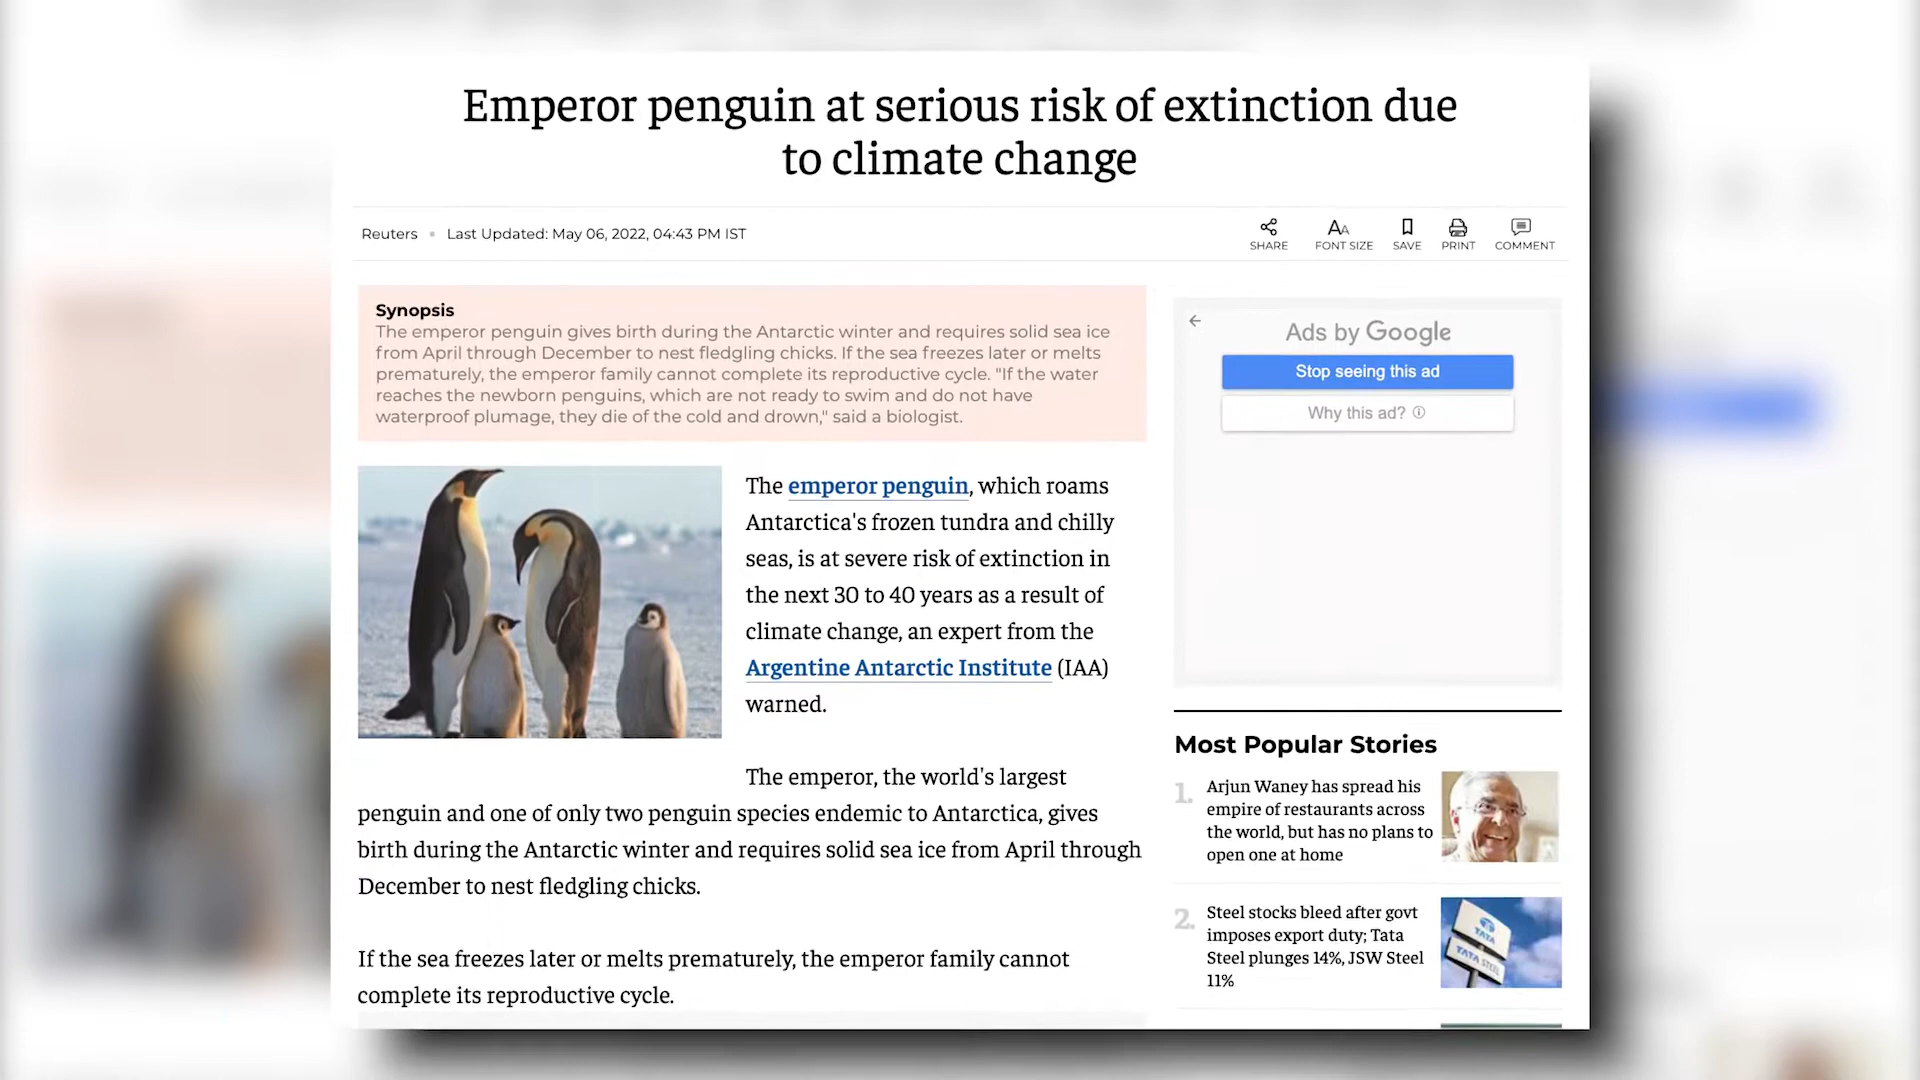 Emperor penguin at serious risk of extinction due
to climate change
Reuters • Last Updated: May 06, 2022, 04:43 PM IST
SHARE
FONT SIZE
SAVE
PRINT
COMMENT
Synopsis
The emperor penguin gives birth during the Antarctic winter and requires solid sea ice
from April through December to nest fledgling chicks. If the sea freezes later or melts
prematurely, the emperor family cannot complete its reproductive cycle. "If the water
reaches the newborn penguins, which are not ready to swim and do not have
waterproof plumage, they die of the cold and drown," said a biologist.
The emperor penguin, which roams
Antarctica's frozen tundra and chilly
seas, is at severe risk of extinction in
the next 30 to 40 years as a result of
climate change, an expert from the
Argentine Antarctic Institute (IAA)
warned.
The emperor, the world's largest
penguin and one of only two penguin species endemic to Antarctica, gives
birth during the Antarctic winter and requires solid sea ice from April through
December to nest fledgling chicks.
If the sea freezes later or melts prematurely, the emperor family cannot
complete its reproductive cycle.
Ads by Google
Stop seeing this ad
Why this ad?
Most Popular Stories
1.
Arjun Waney has spread his
empire of restaurants across
the world, but has no plans to
open one at home
2.
Steel stocks bleed after govt
imposes export duty; Tata
Steel plunges 14%, JSW Steel
11%
TATA
TATA STEEL